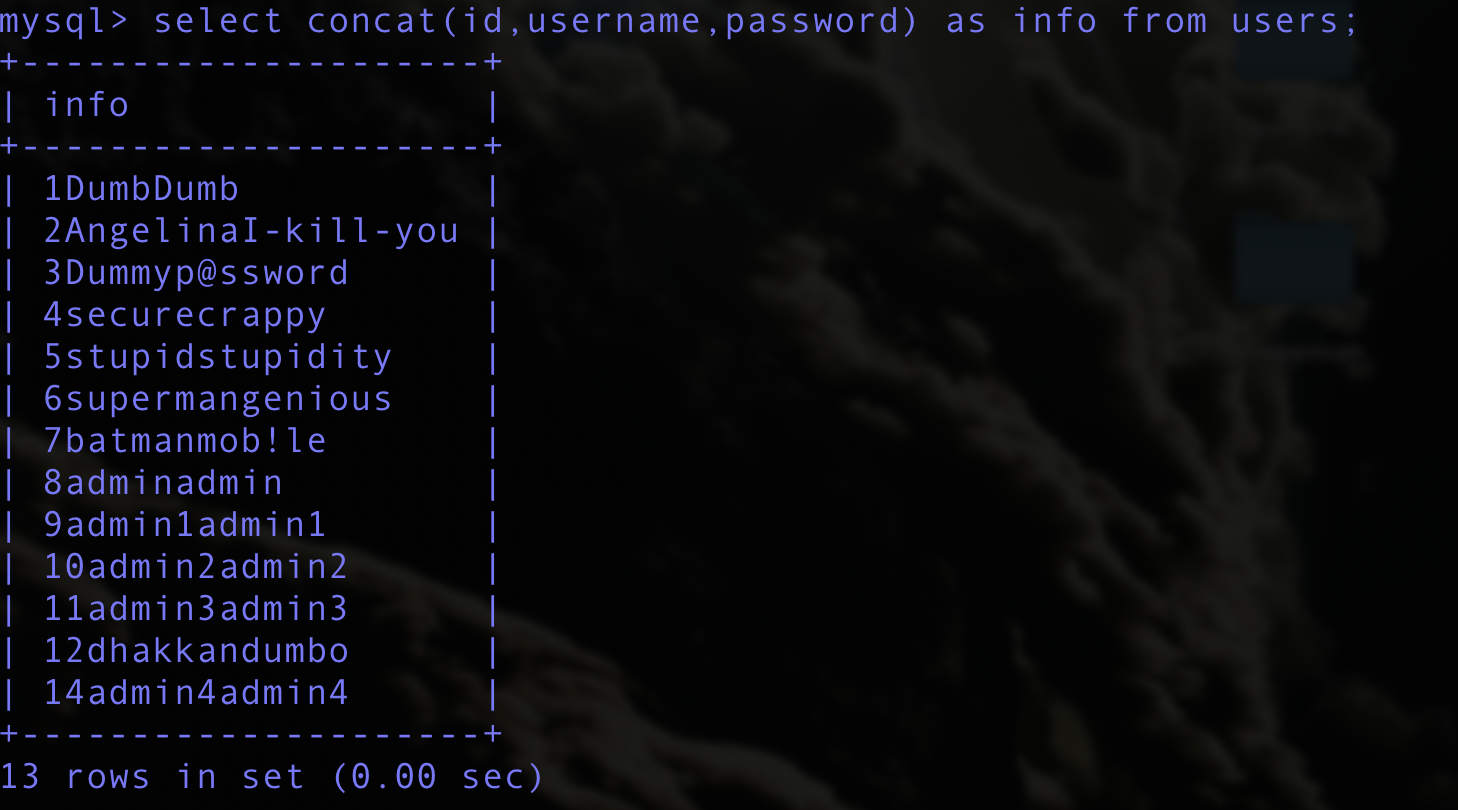 mysql> select concat(id,username,password) as info from users;
+---------------------+
| info                |
+---------------------+
| 1DumbDumb           |
| 2AngelinaI-kill-you |
| 3Dummyp@ssword      |
| 4securecrappy       |
| 5stupidstupidity    |
| 6supermangenious    |
| 7batmanmob!le       |
| 8adminadmin         |
| 9admin1admin1       |
| 10admin2admin2      |
| 11admin3admin3      |
| 12dhakkandumbo      |
| 14admin4admin4      |
+---------------------+
13 rows in set (0.00 sec)